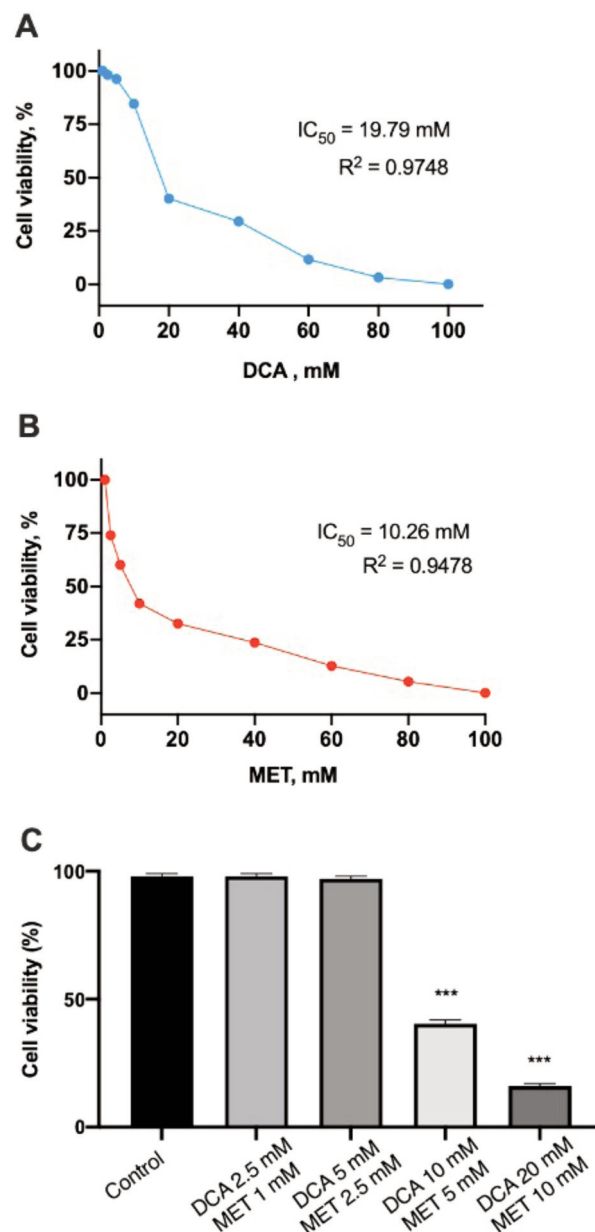 A
Cell viability, %
100
75
50
25
0
IC50 = 19.79 mM
R2 = 0.9748
0 20 40 60 80 100
DCA , mM
B
Cell viability, %
100
75
50
25
0
IC50 = 10.26 mM
R2 = 0.9478
0 20 40 60 80 100
MET, mM
C
Cell viability (%)
100
50
0
***
***
Control
DCA 2.5 mM
MET 1 mM
DCA 5 mM
MET 2.5 mM
DCA 10 mM
MET 5 mM
DCA 20 mM
MET 10 mM